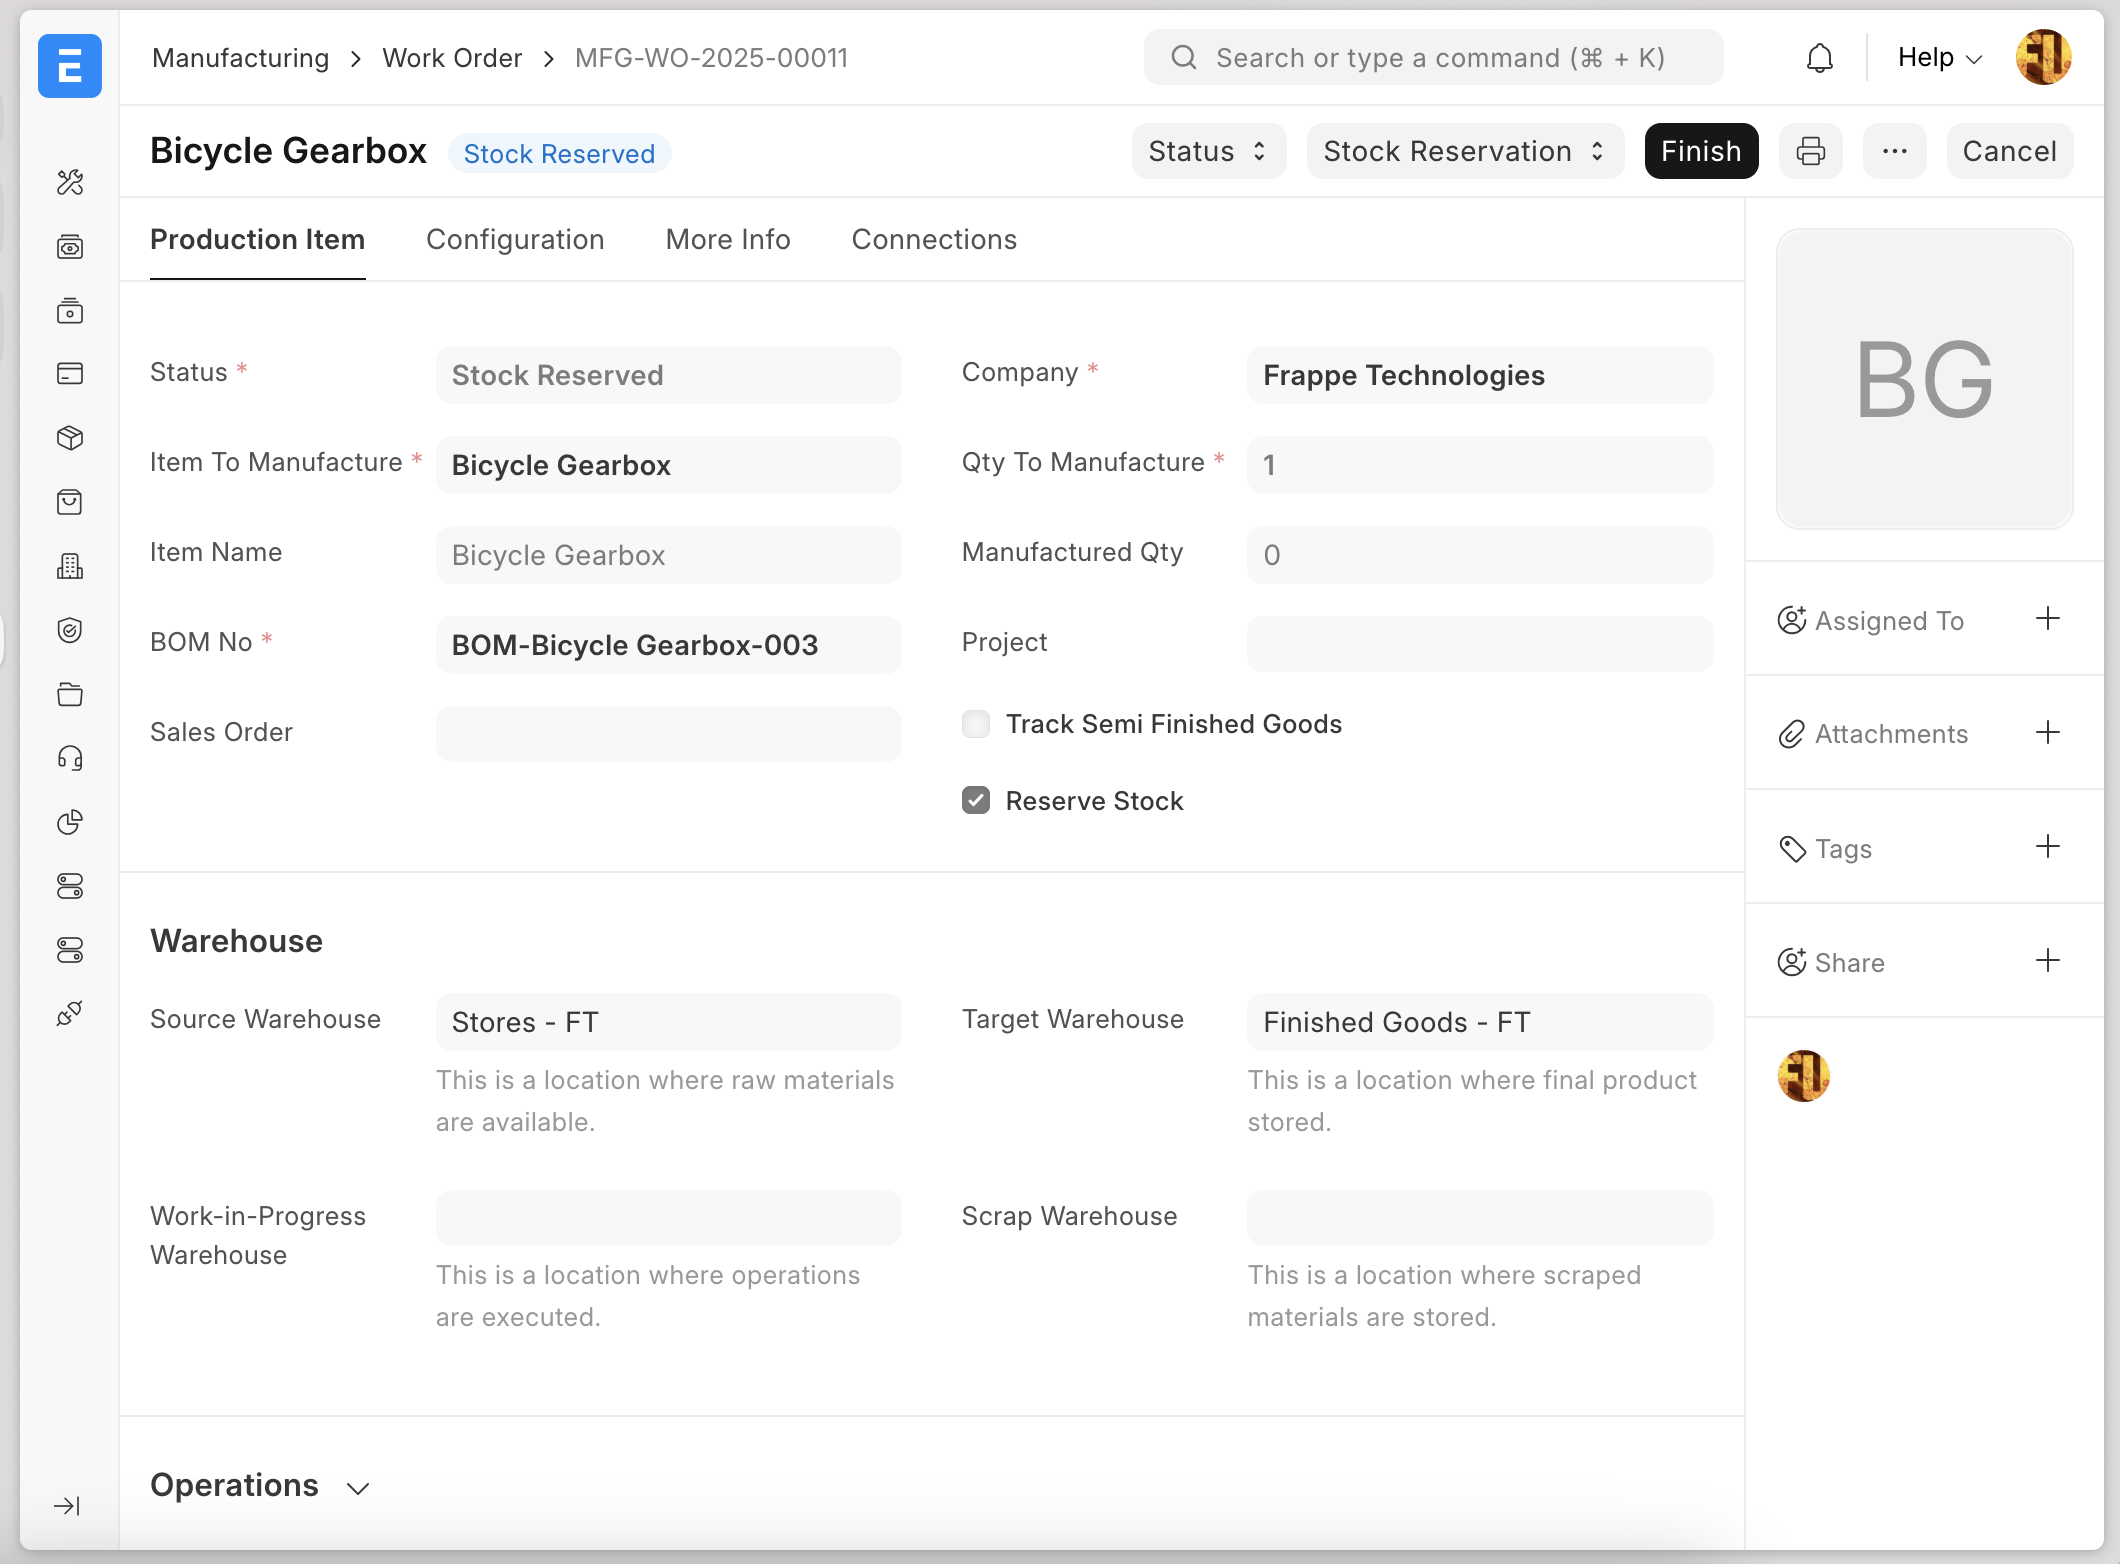 Manufacturing > Work Order > MFG-WO-2025-00011
Search or type a command (⌘ + K)
Help
Bicycle Gearbox
Stock Reserved
Status
Stock Reservation
Finish
...
Cancel
Production Item
Configuration
More Info
Connections
Status *
Stock Reserved
Company *
Frappe Technologies
Item To Manufacture *
Bicycle Gearbox
Qty To Manufacture *
1
Item Name
Bicycle Gearbox
Manufactured Qty
0
BOM No *
BOM-Bicycle Gearbox-003
Project
Sales Order
Track Semi Finished Goods
Reserve Stock
BG
Assigned To
Attachments
Tags
Share
Warehouse
Source Warehouse
Stores - FT
This is a location where raw materials
are available.
Target Warehouse
Finished Goods - FT
This is a location where final product
stored.
Work-in-Progress
Warehouse
This is a location where operations
are executed.
Scrap Warehouse
This is a location where scraped
materials are stored.
Operations